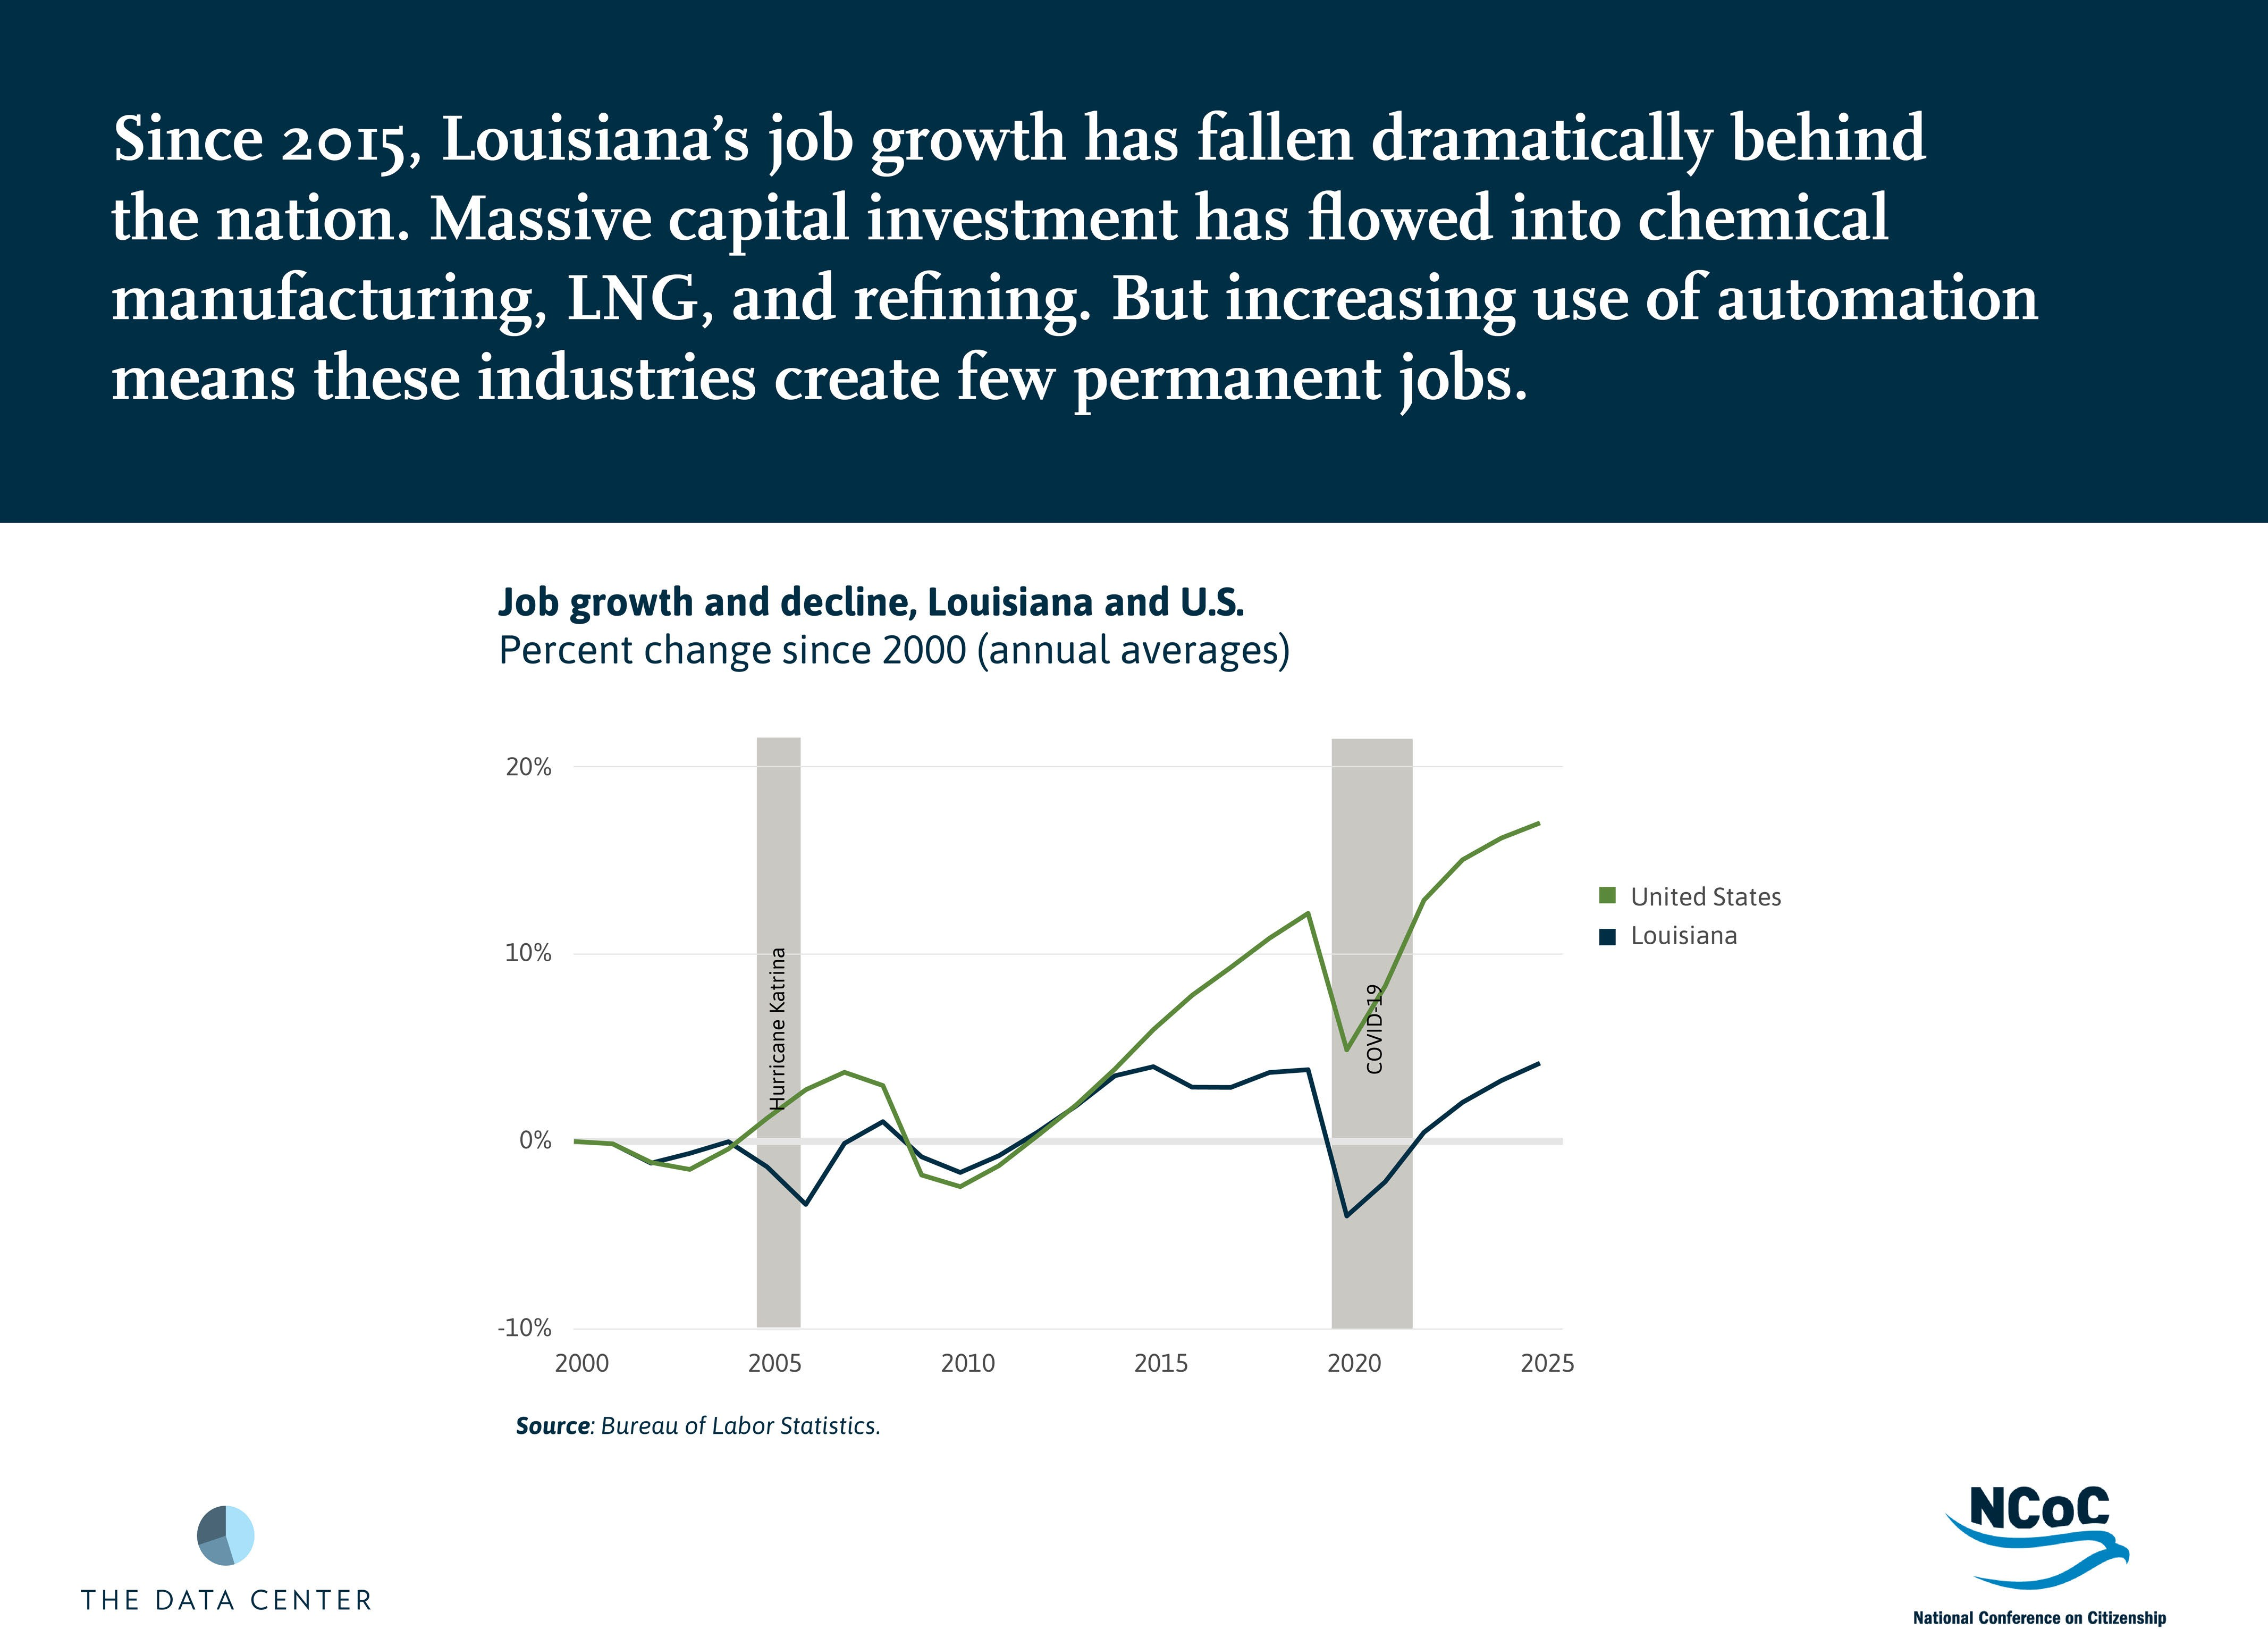 Since 2015, Louisiana’s job growth has fallen dramatically behind
the nation. Massive capital investment has flowed into chemical
manufacturing, LNG, and refining. But increasing use of automation
means these industries create few permanent jobs.
Job growth and decline, Louisiana and U.S.
Percent change since 2000 (annual averages)
20%
10%
0%
-10%
Hurricane Katrina
COVID-19
United States
Louisiana
2000 2005 2010 2015 2020 2025
Source: Bureau of Labor Statistics.
THE DATA CENTER
NCoC
National Conference on Citizenship